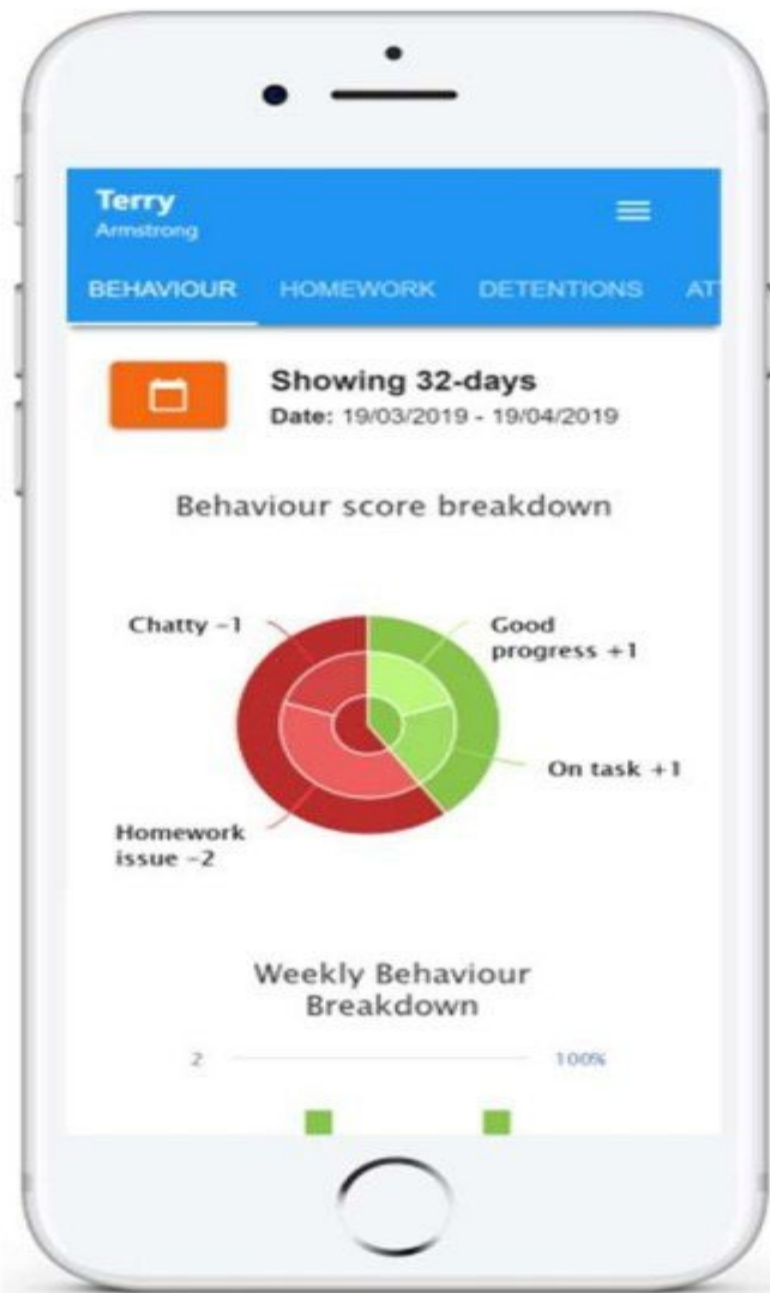 Terry
Armstrong
BEHAVIOUR HOMEWORK DETENTIONS AT
Showing 32-days
Date: 19/03/2019 - 19/04/2019
Behaviour score breakdown
Chatty -1
Good
progress +1
On task +1
Homework
issue -2
Weekly Behaviour
Breakdown
2 100%